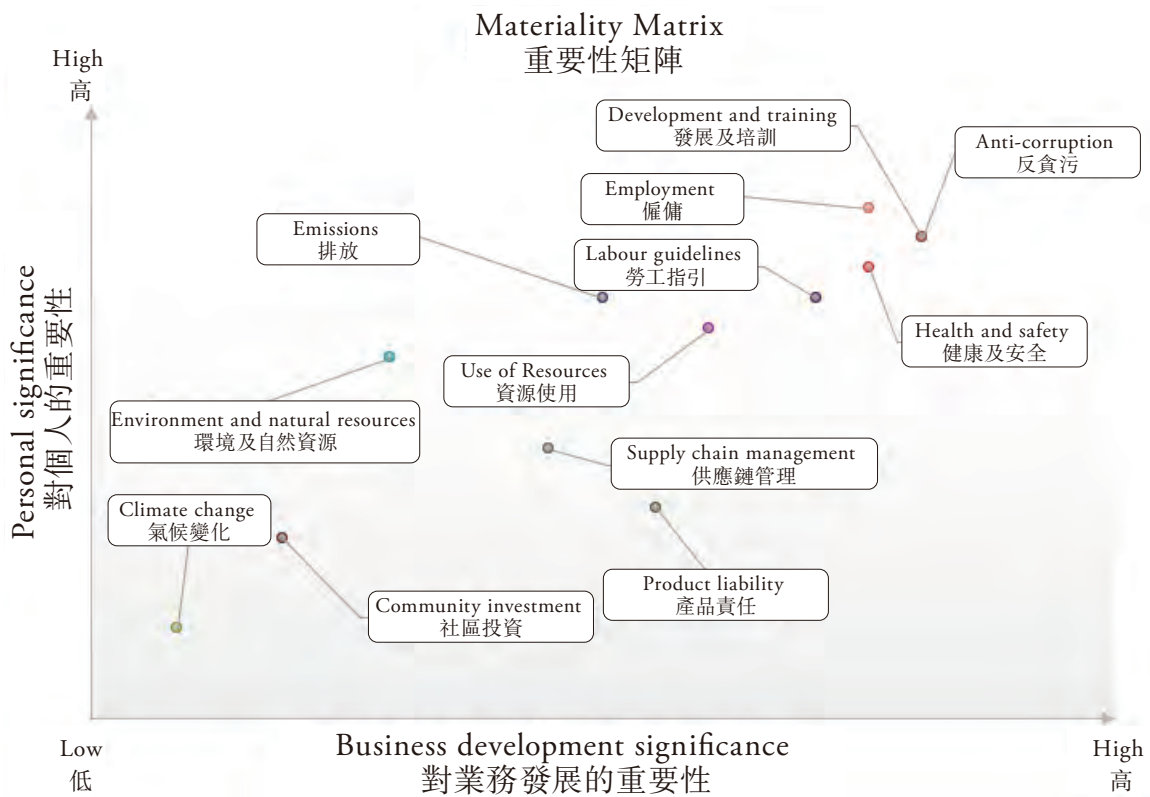 Materiality Matrix
重要性矩陣
High
高
Development and training
發展及培訓
Anti-corruption
反貪污
Employment
僱傭
Emissions
排放
Labour guidelines
勞工指引
Health and safety
健康及安全
Use of Resources
資源使用
Environment and natural resources
環境及自然資源
Supply chain management
供應鏈管理
Climate change
氣候變化
Product liability
產品責任
Community investment
社區投資
Personal significance
對個人的重要性
Low
低
Business development significance
對業務發展的重要性
High
高